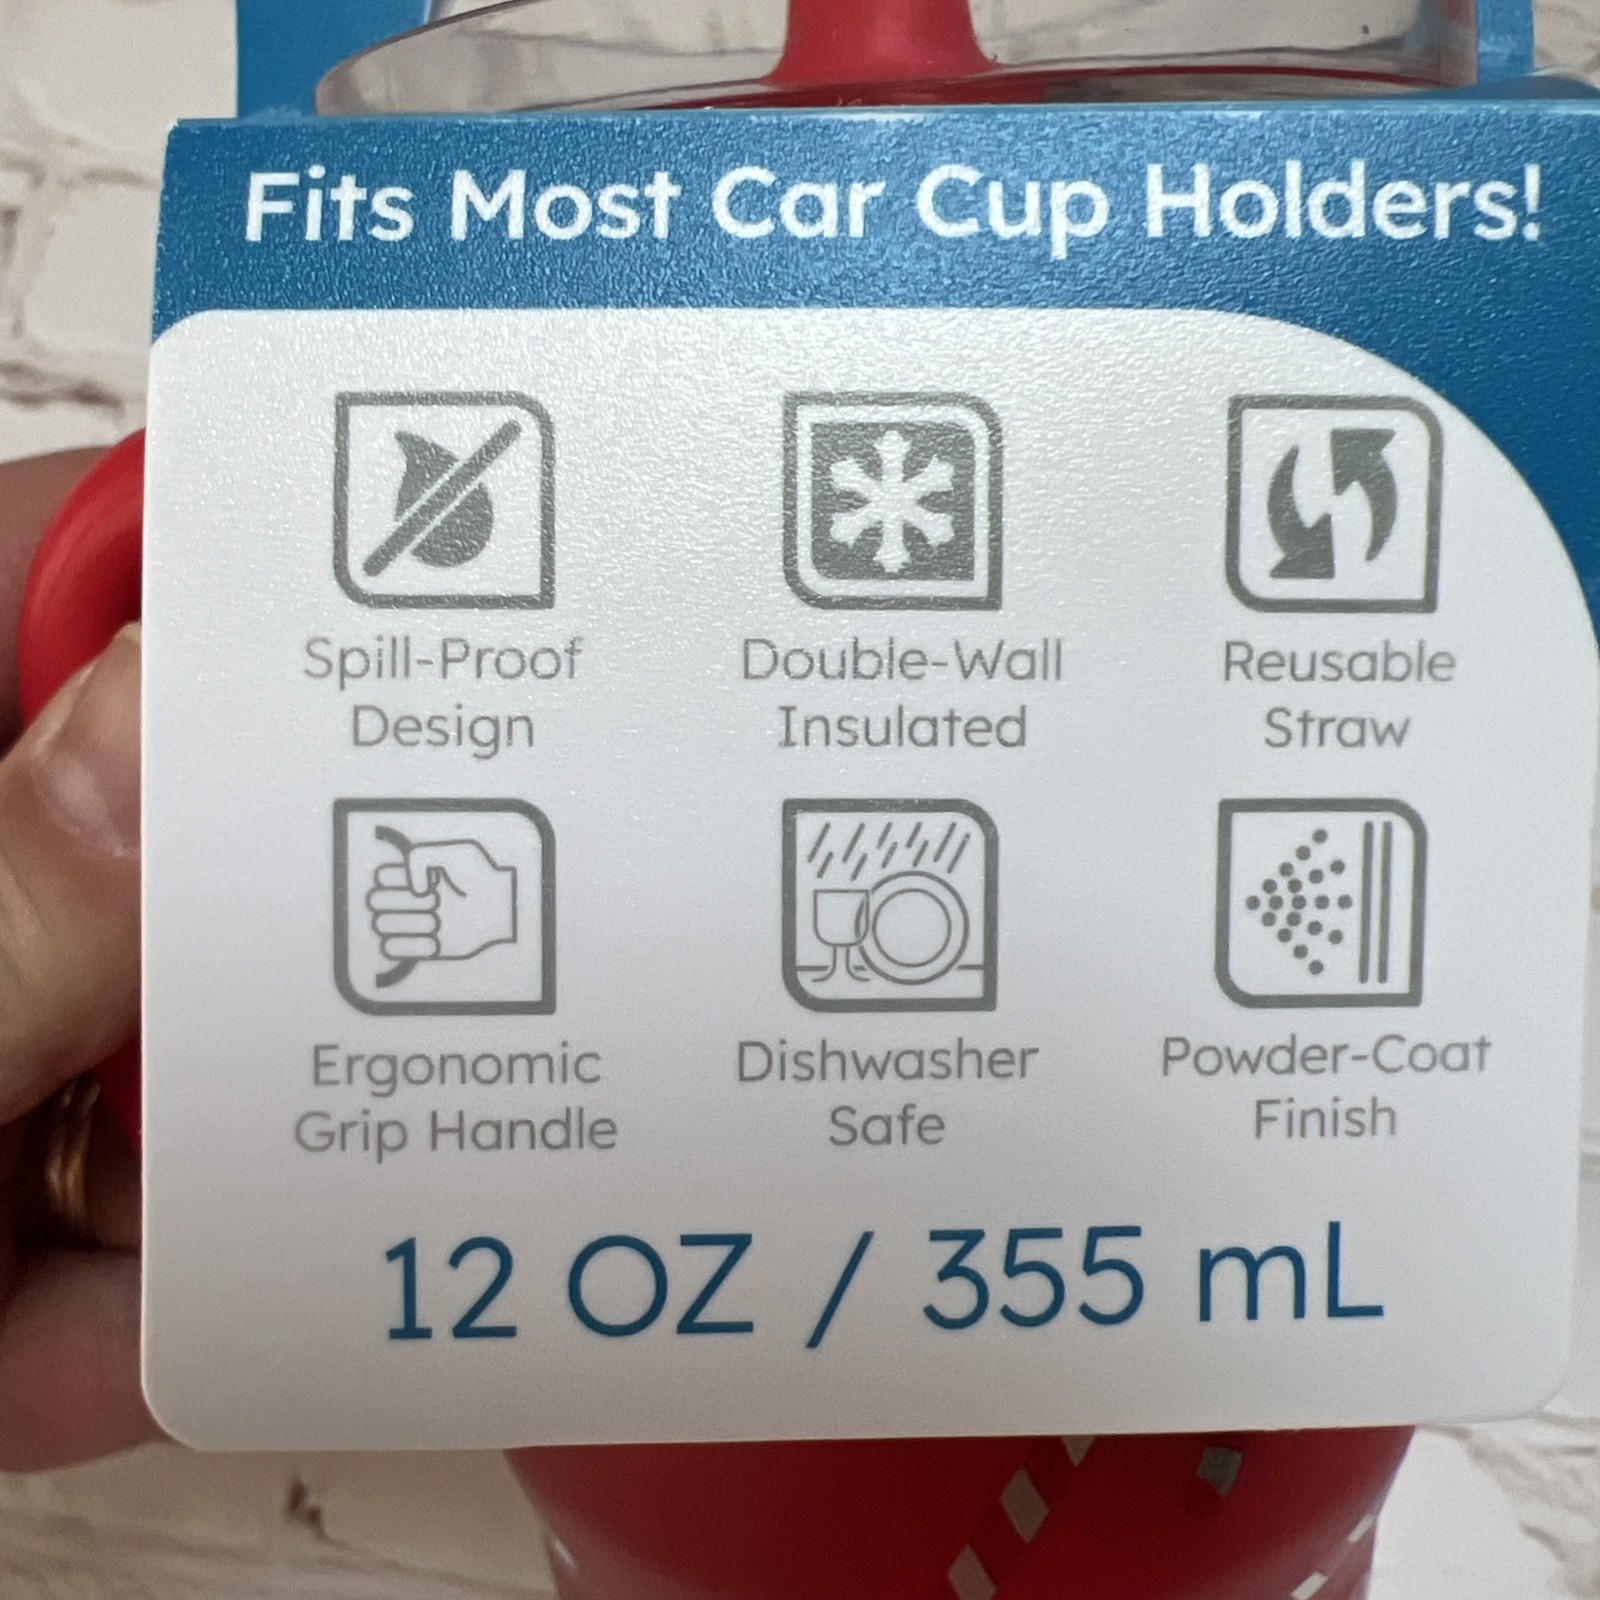 Fits Most Car Cup Holders!
Spill-Proof
Design
Double-Wall
Insulated
Reusable
Straw
Ergonomic
Grip Handle
Dishwasher
Safe
Powder-Coat
Finish
12 OZ / 355 mL